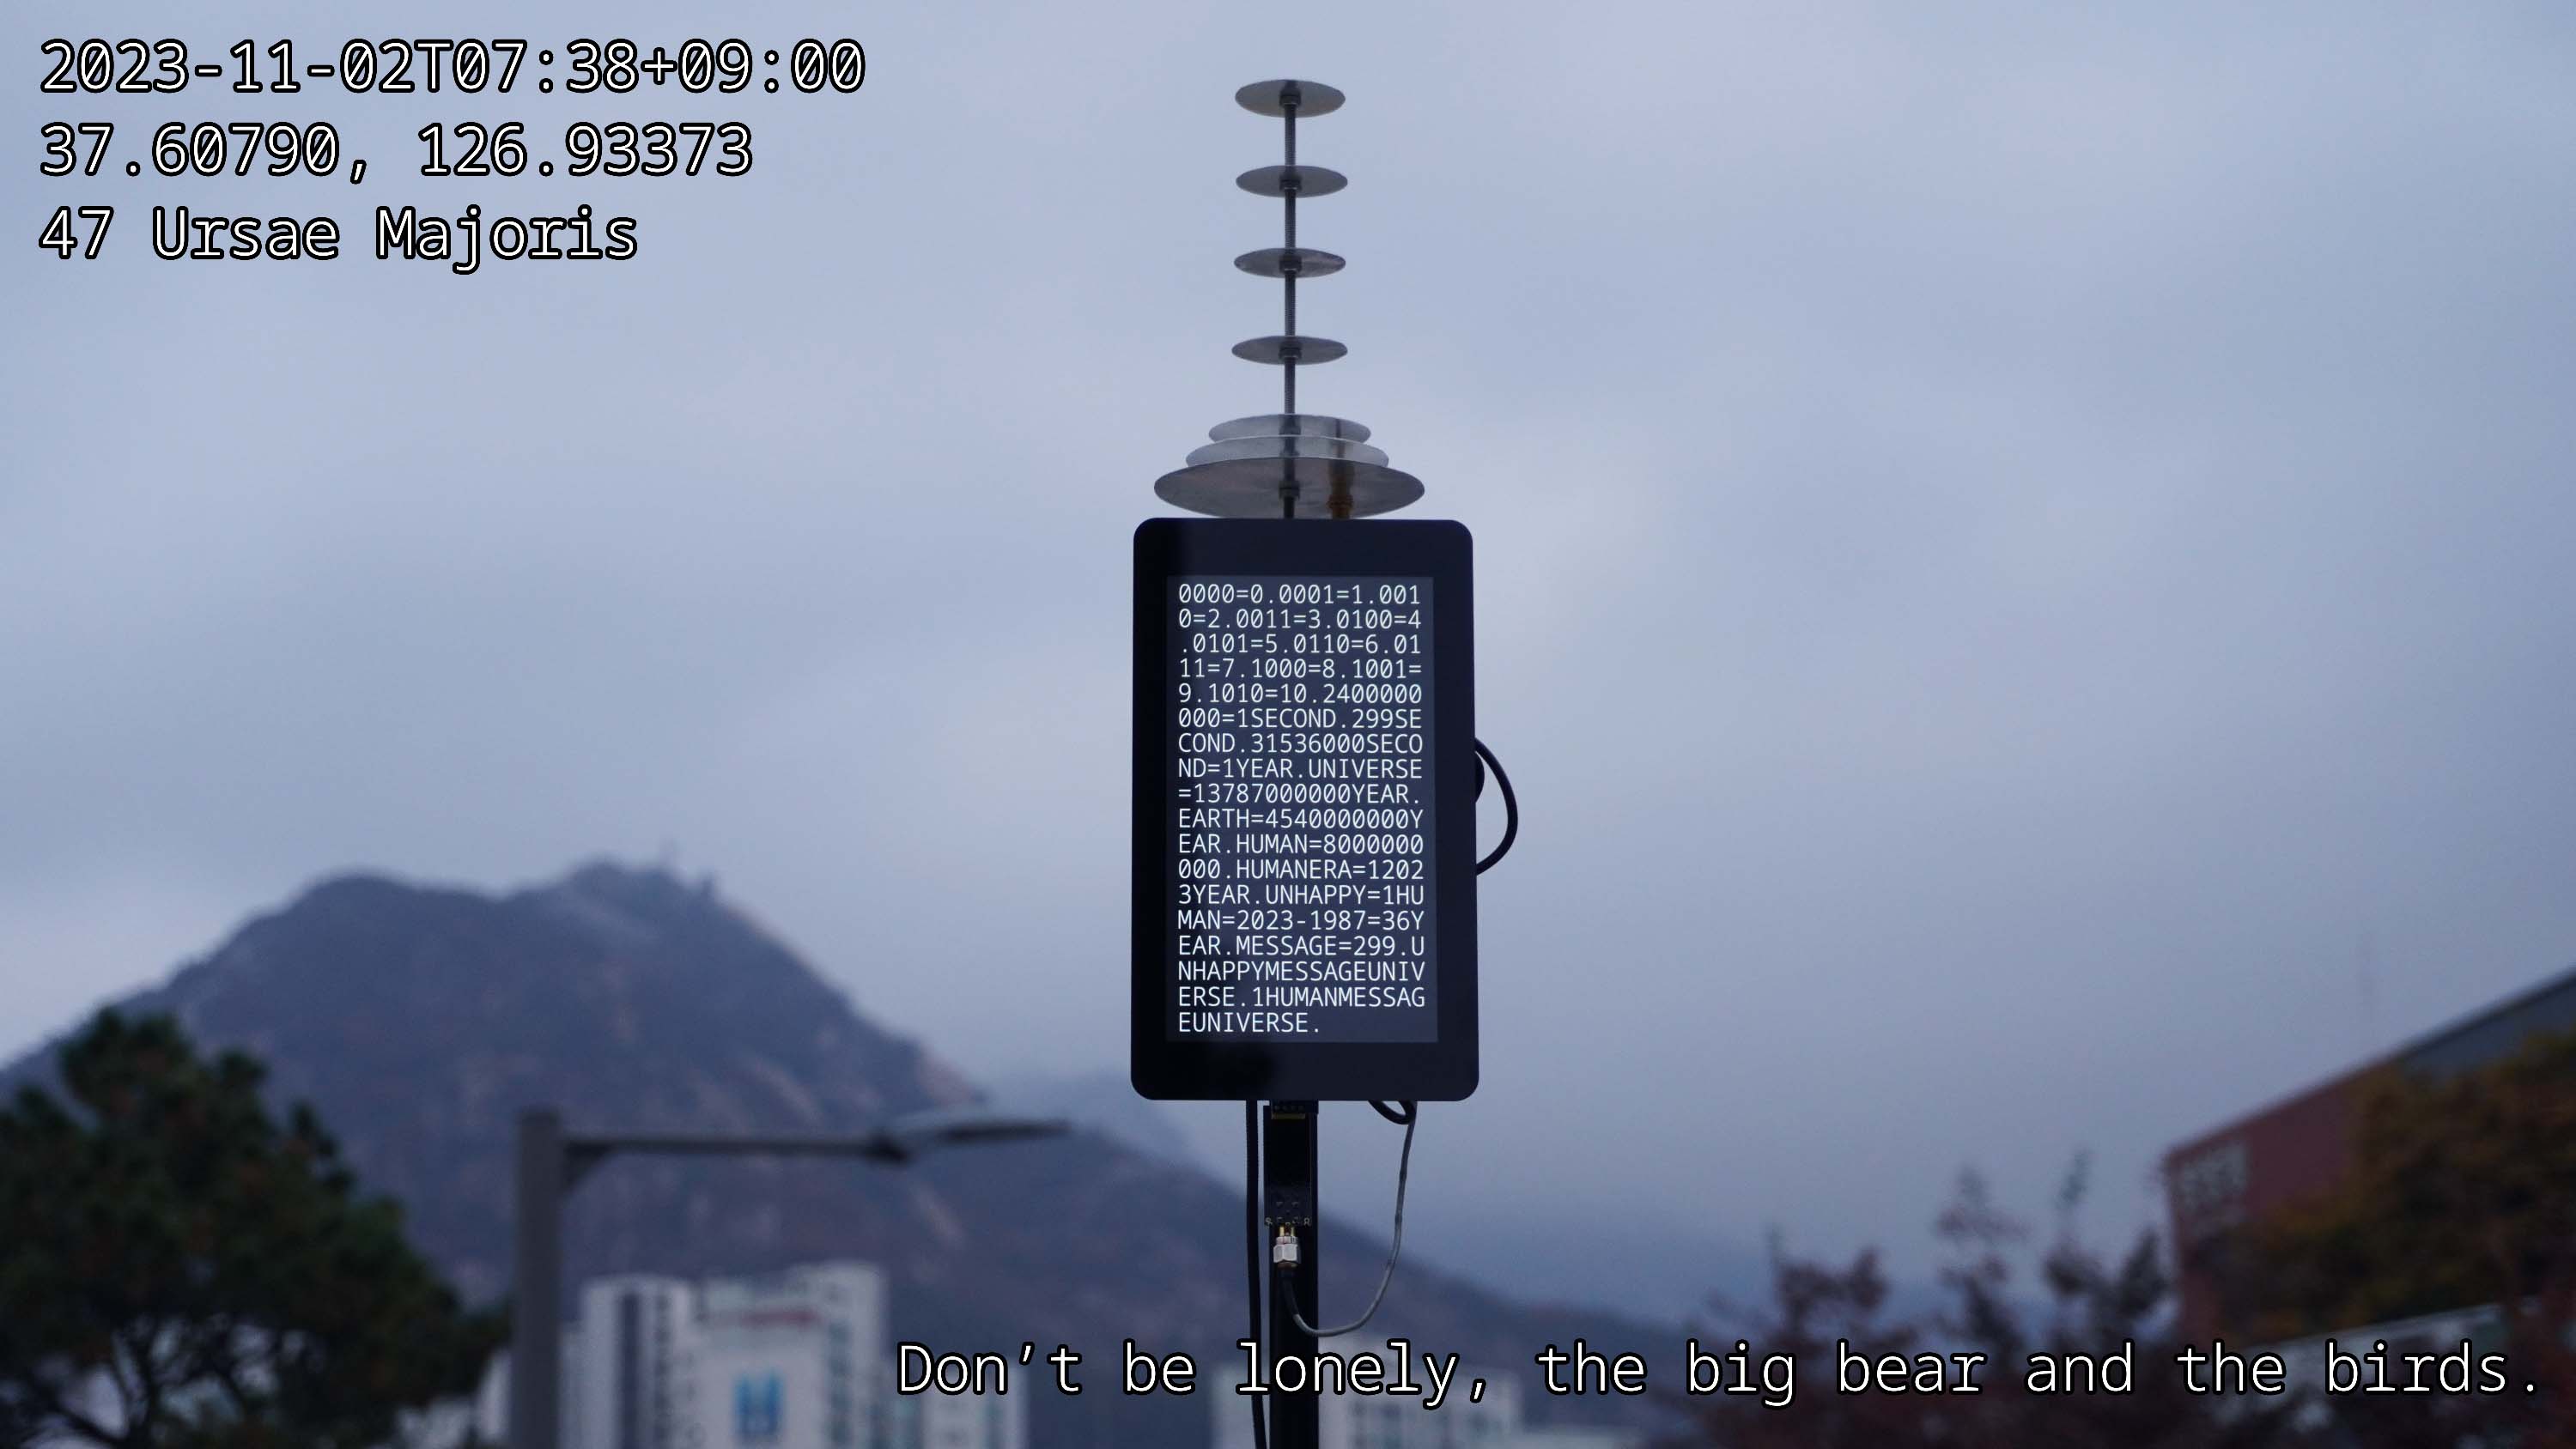 2023-11-02T07:38+09:00
37.60790, 126.93373
47 Ursae Majoris
0000=0.0001=1.001
0=2.0011=3.0100=4
.0101=5.0110=6.01
11=7.1000=8.1001=
9.1010=10.2400000
000=1SECOND.299SE
COND.31536000SECO
ND=1YEAR.UNIVERSE
=13787000000YEAR.
EARTH=4540000000Y
EAR.HUMAN=8000000
000.HUMANERA=1202
3YEAR.UNHAPPY=1HU
MAN=2023-1987=36Y
EAR.MESSAGE=299.U
NHAPPYMESSAGEUNIV
ERSE.1HUMANMESSAG
EUNIVERSE.
Don’t be lonely, the big bear and the birds.